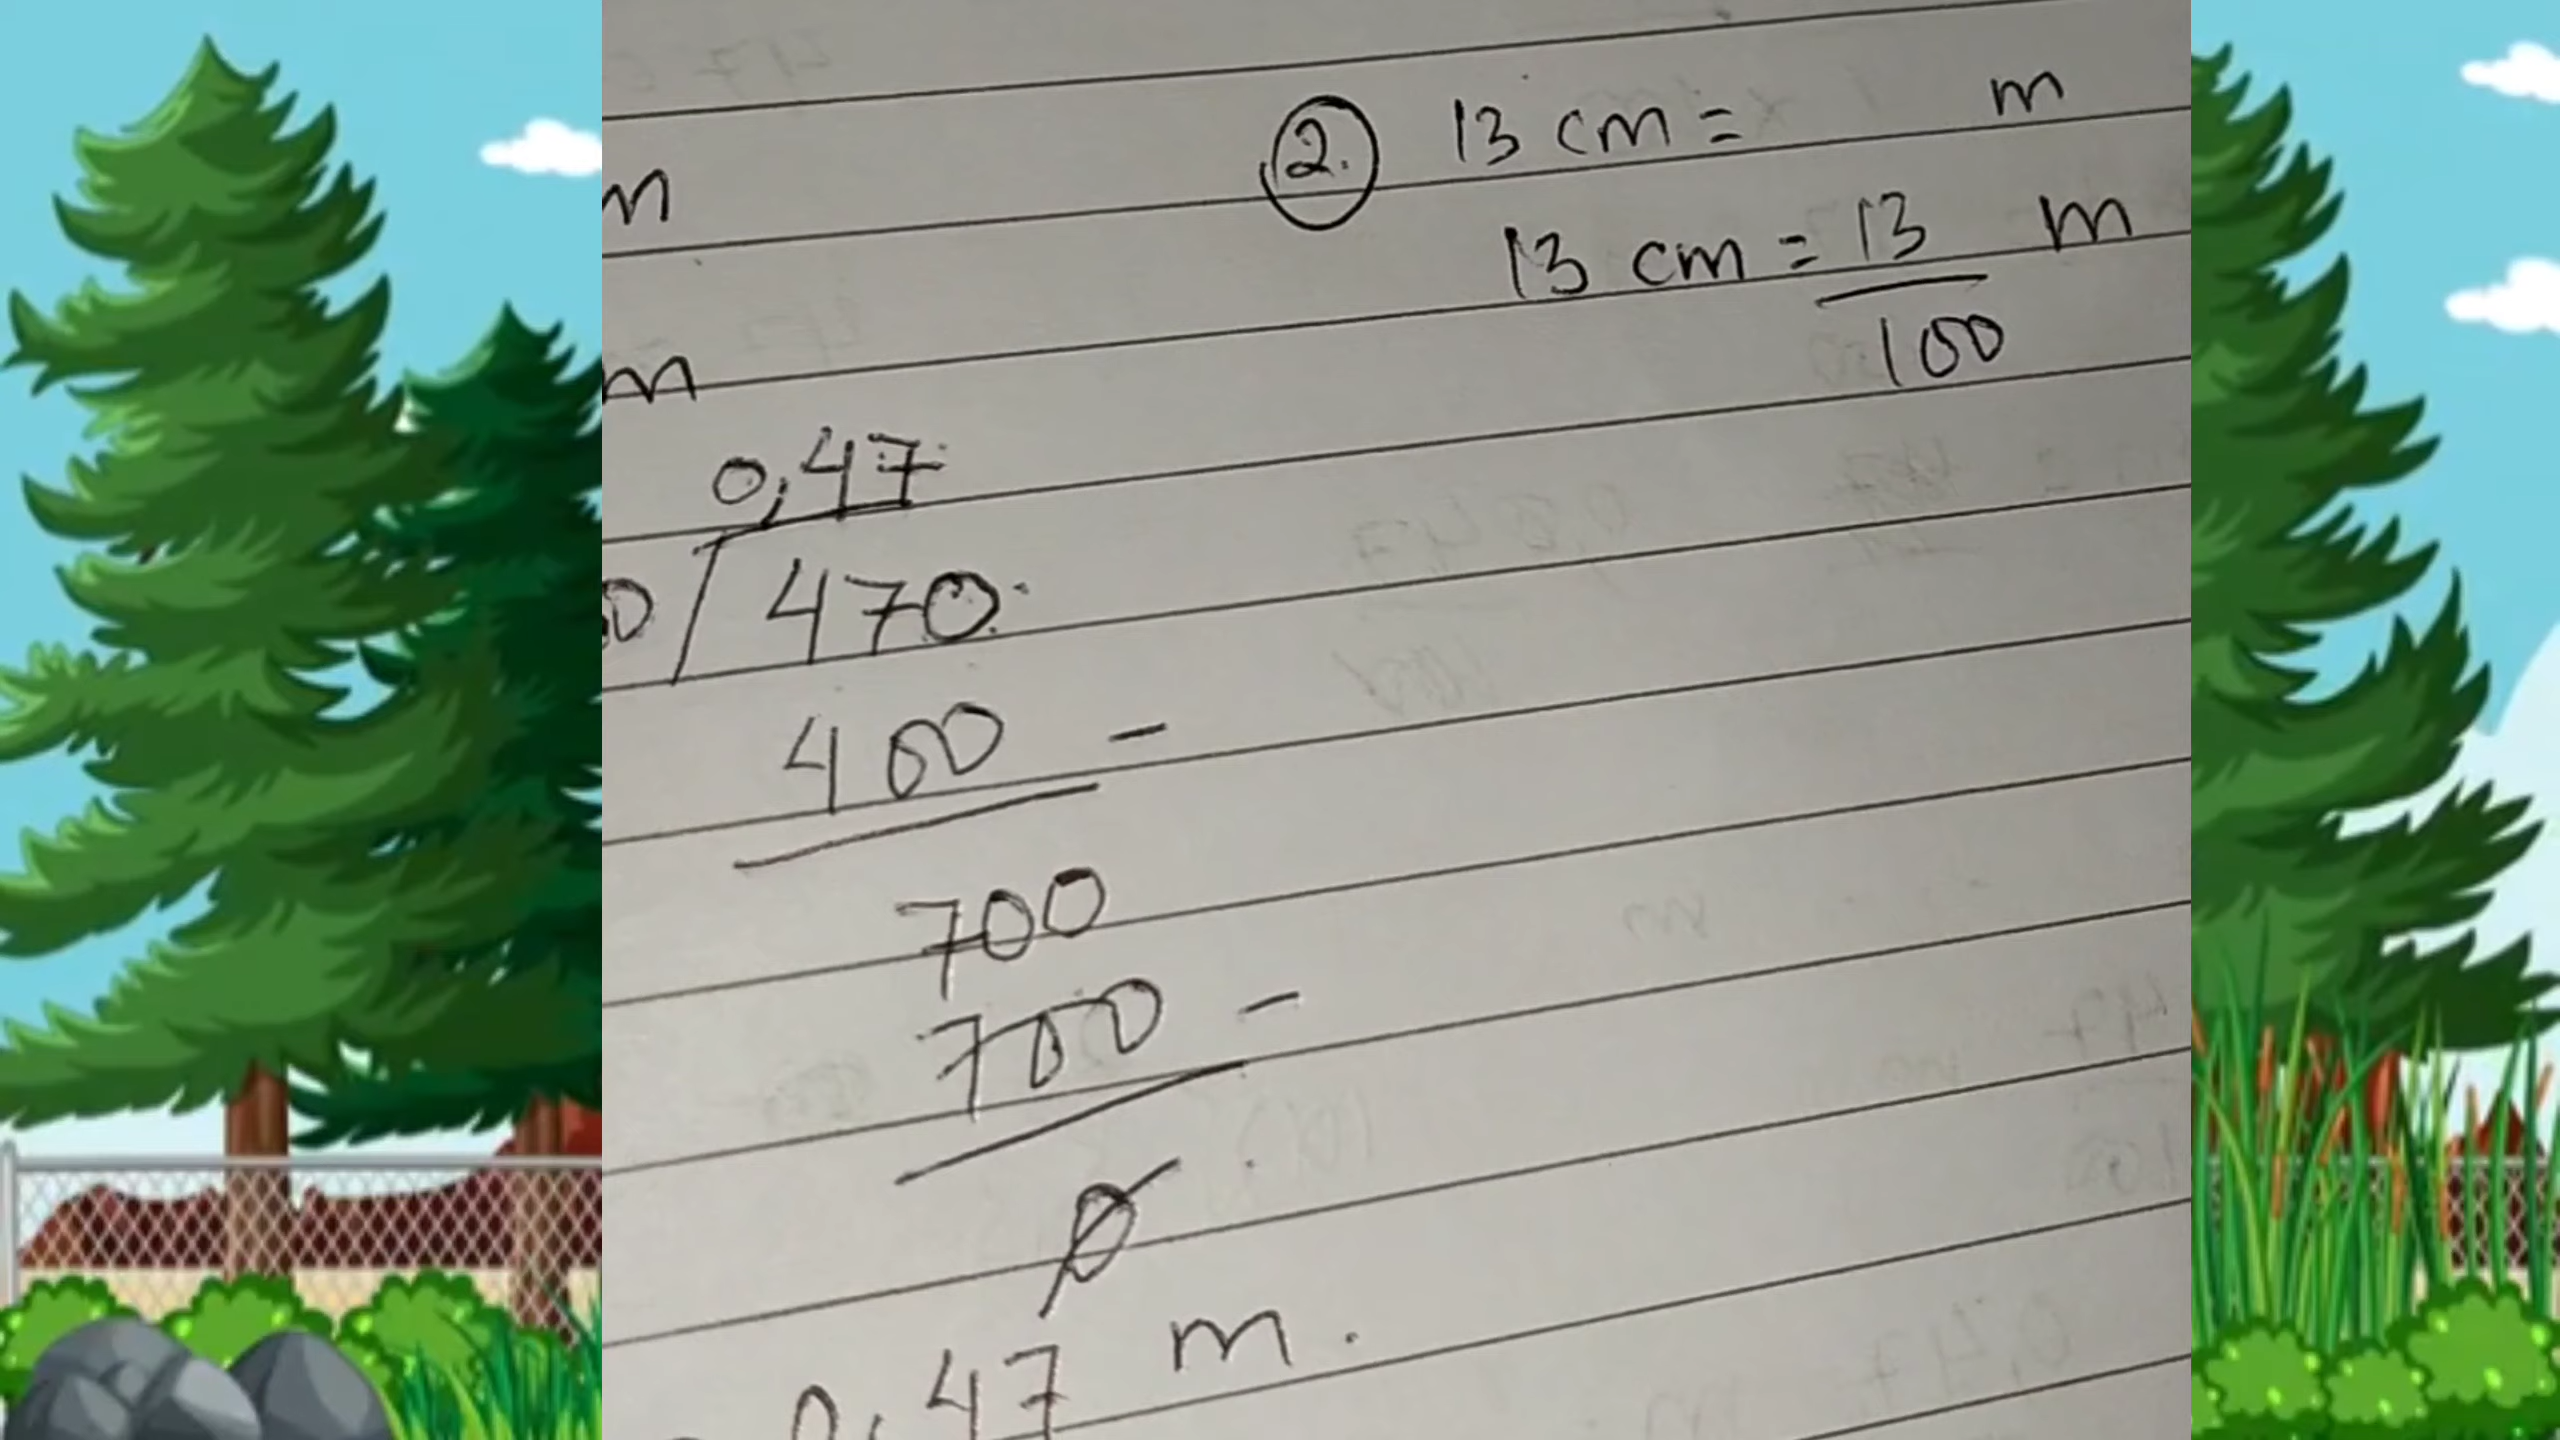 m
m
0,47
470
400 -
700
700 -
0
0,47 m.
2. 13 cm = m
13 cm = 13 m
100